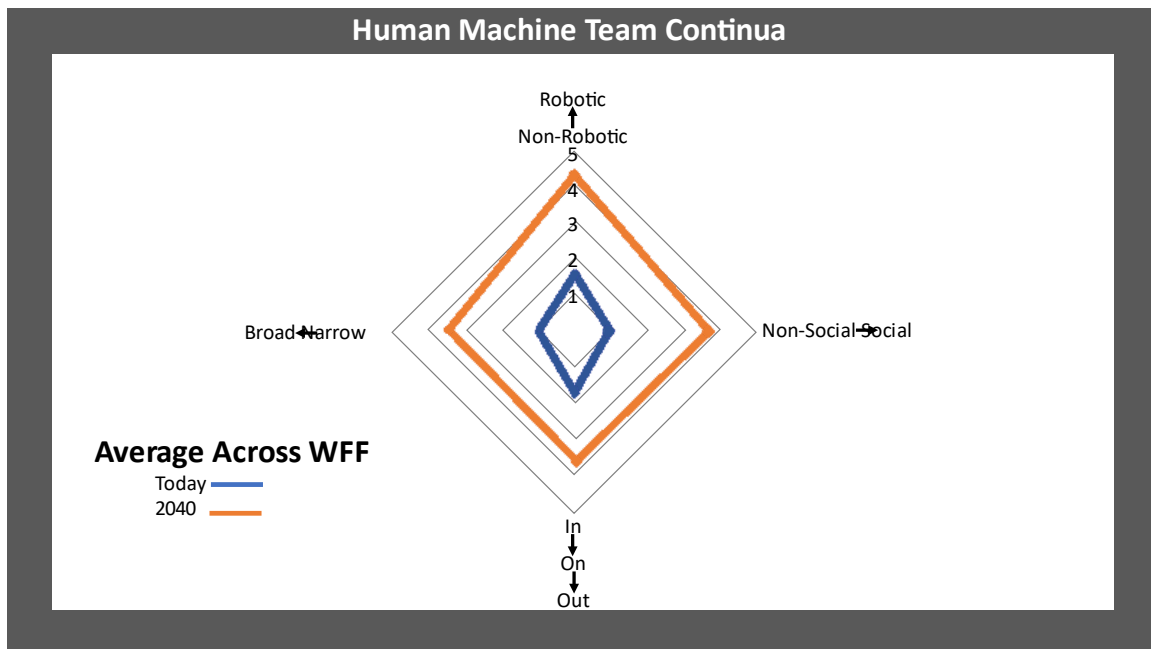 Human Machine Team Continua
Robotic
Non-Robotic
5
4
3
2
1
Broad Narrow
Non-Social Social
Average Across WFF
Today
2040
In
On
Out